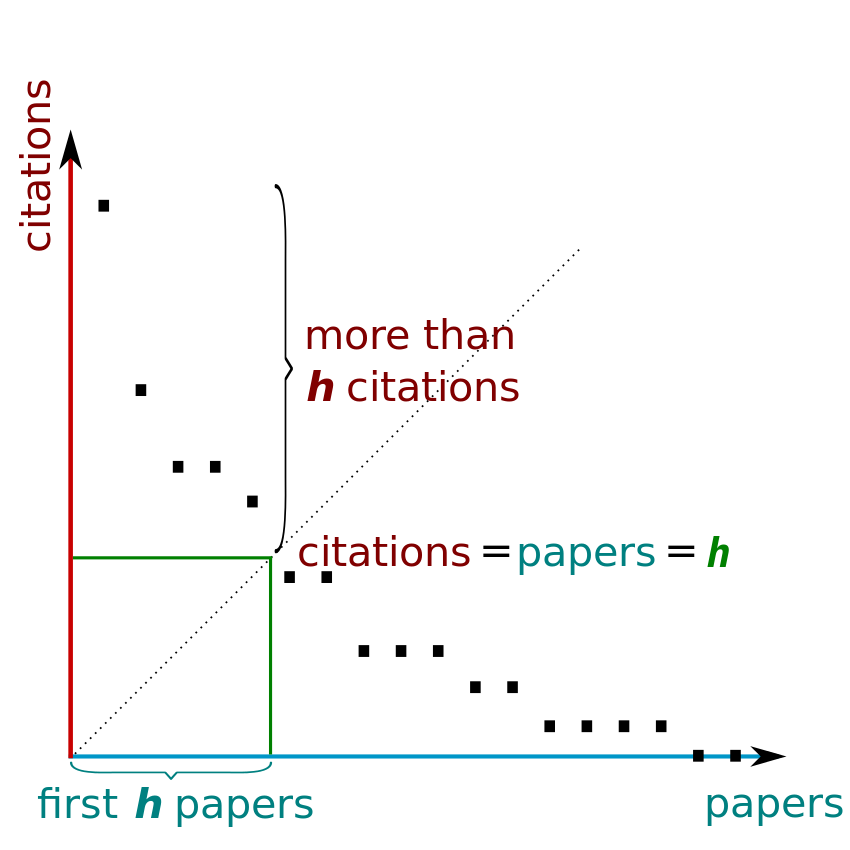 citations
more than
h citations
citations = papers = h
first h papers
papers